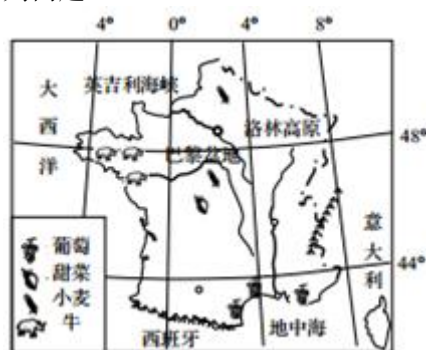 4° 0° 4° 8°
英吉利海峡
大西洋
洛林高原
48°
巴黎盆地
意大利
44°
葡萄
甜菜
小麦
牛
西班牙
地中海